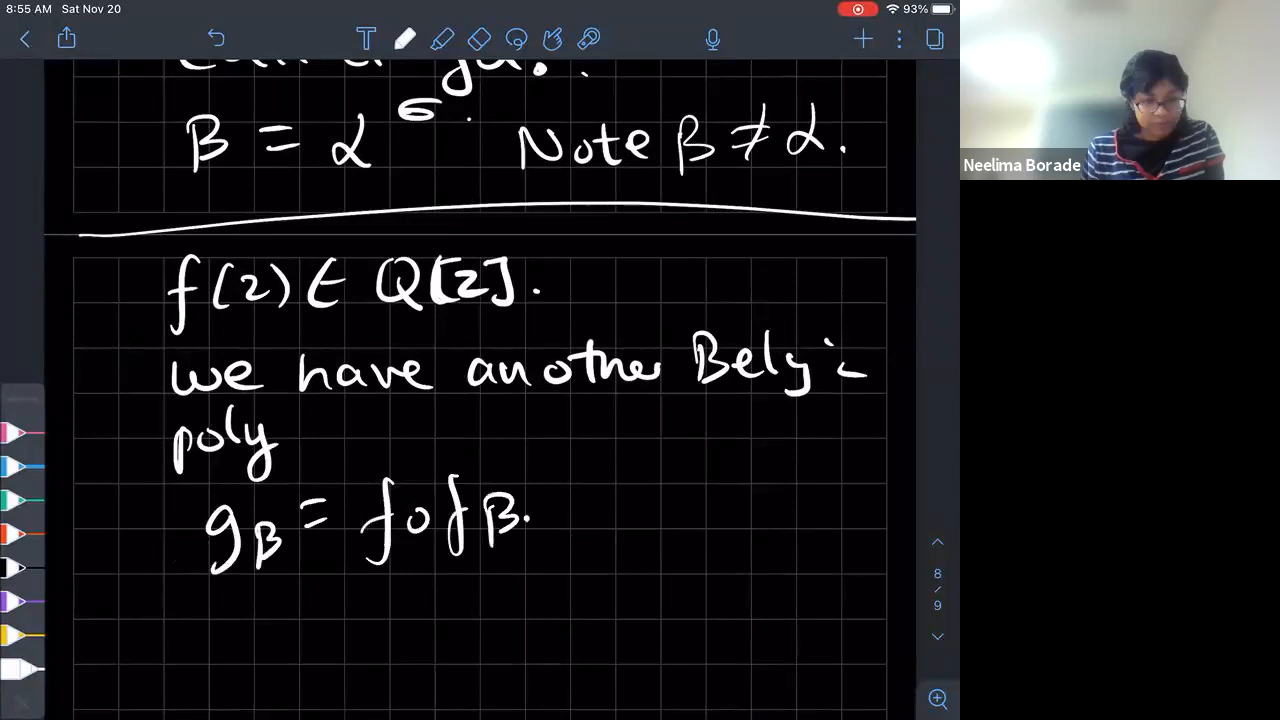 8:55 AM Sat Nov 20
93%
B = α^σ. Note β ≠ α.
Neelima Borade
f(z) ∈ Q[z].
we have another Belyi
poly
g_β = f o f_β.
8
/
9